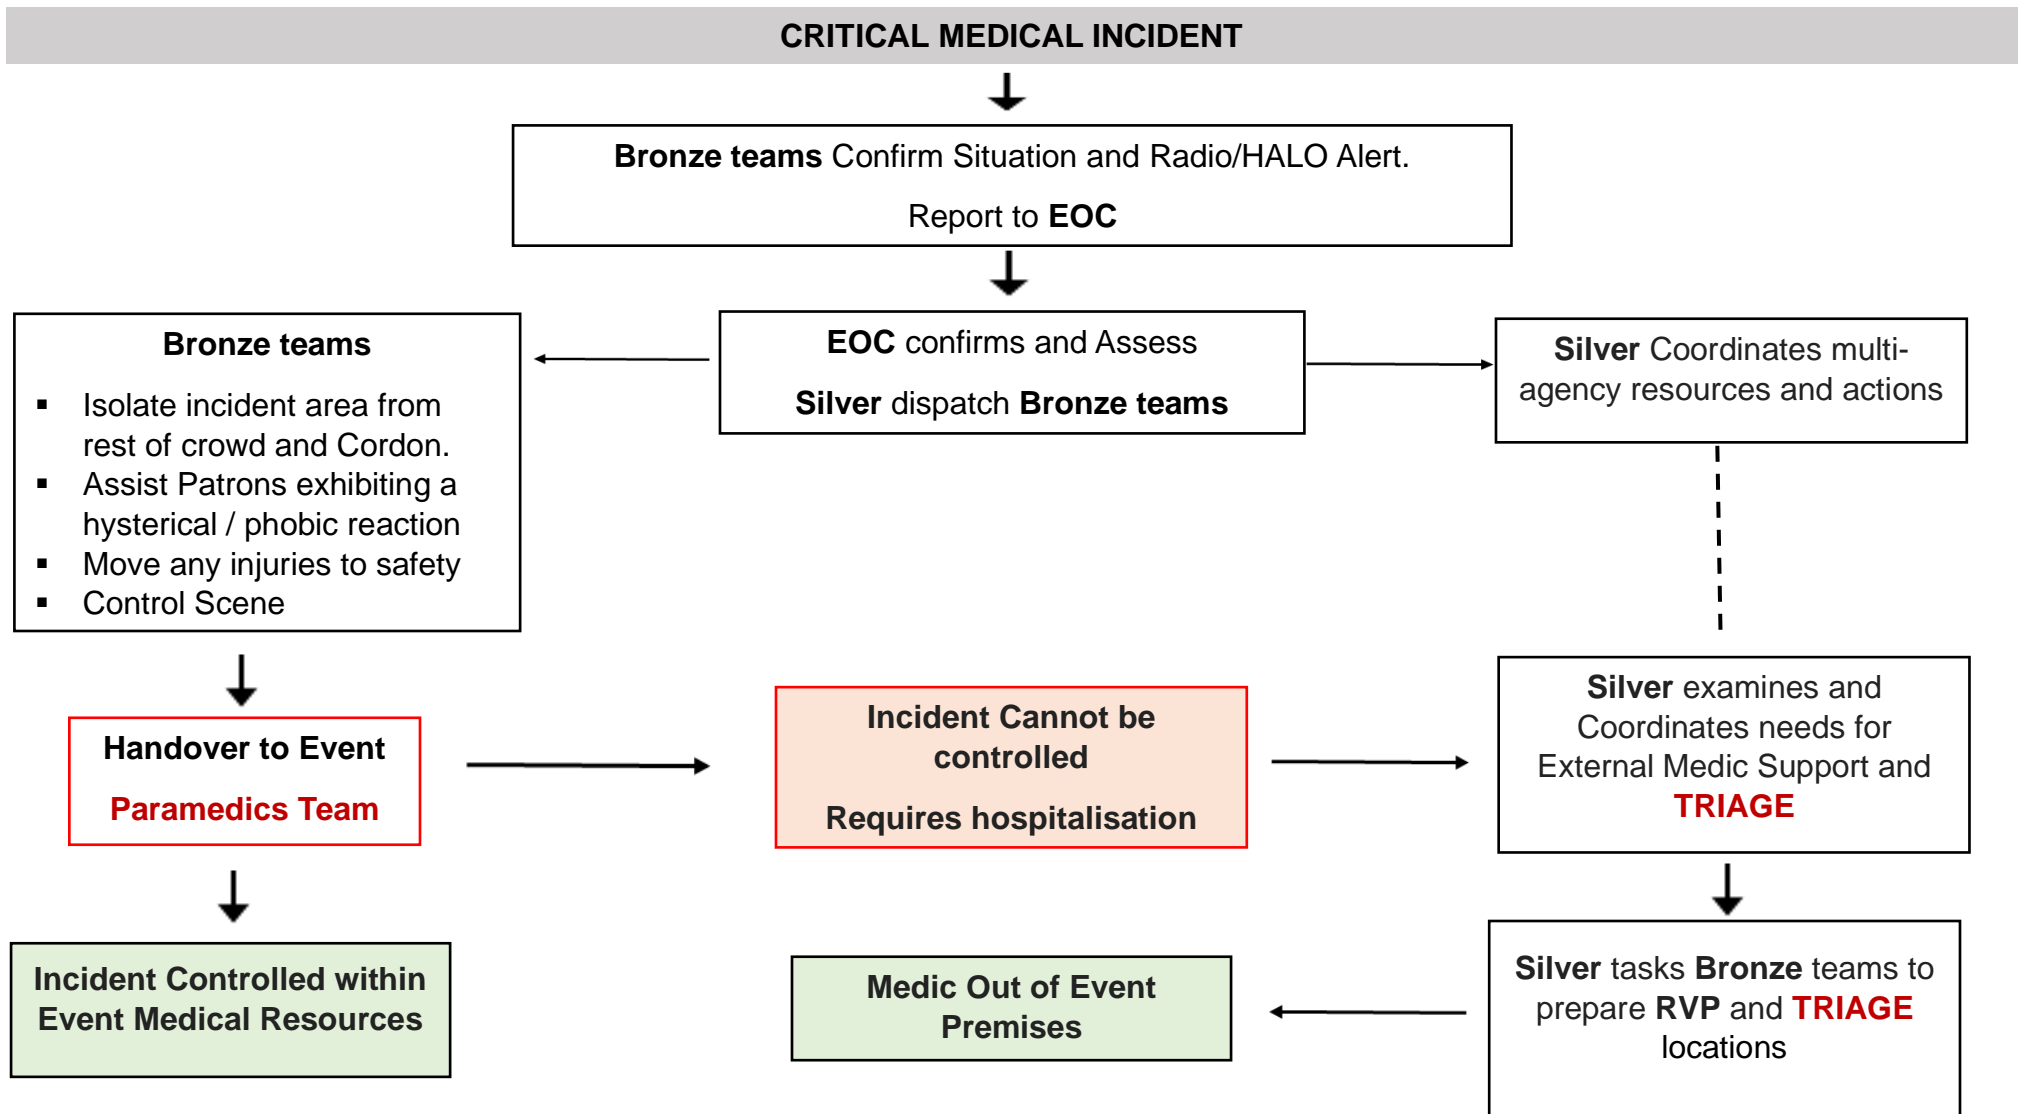 CRITICAL MEDICAL INCIDENT
Bronze teams Confirm Situation and Radio/HALO Alert.
Report to EOC
Bronze teams
▪ Isolate incident area from
rest of crowd and Cordon.
▪ Assist Patrons exhibiting a
hysterical / phobic reaction
▪ Move any injuries to safety
▪ Control Scene
EOC confirms and Assess
Silver dispatch Bronze teams
Silver Coordinates multi-
agency resources and actions
Handover to Event
Paramedics Team
Incident Cannot be
controlled
Requires hospitalisation
Silver examines and
Coordinates needs for
External Medic Support and
TRIAGE
Incident Controlled within
Event Medical Resources
Medic Out of Event
Premises
Silver tasks Bronze teams to
prepare RVP and TRIAGE
locations